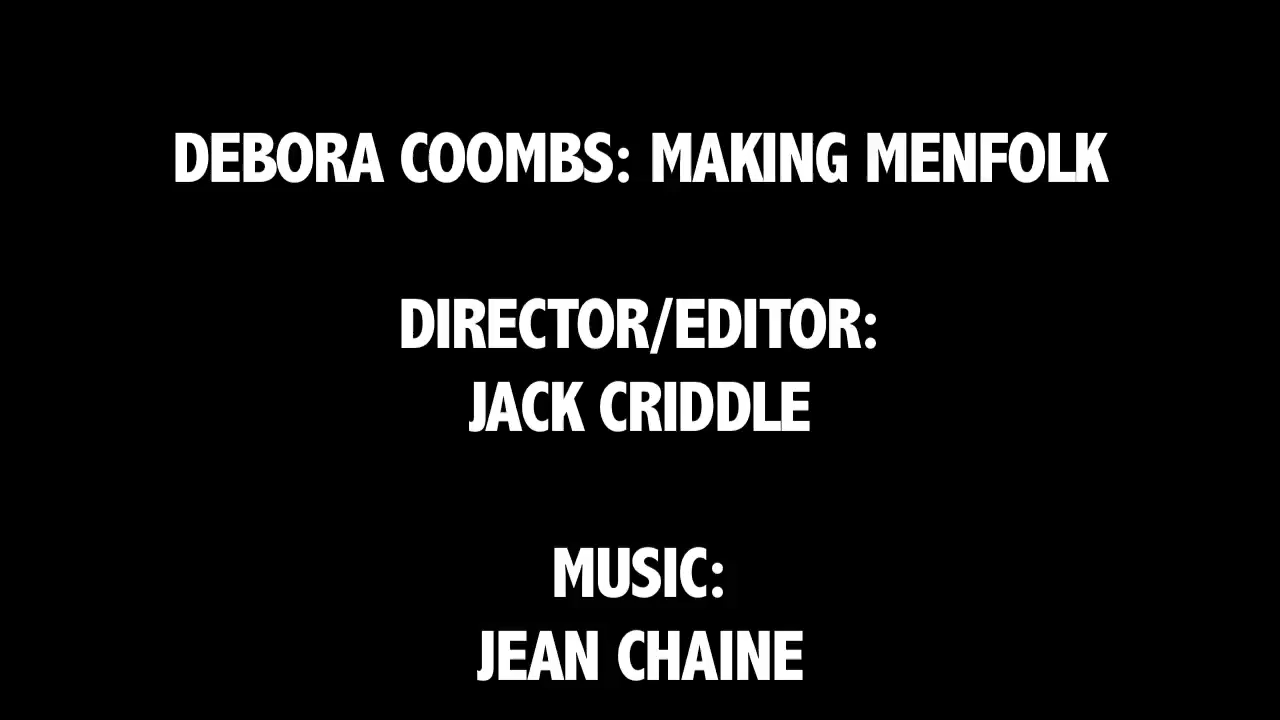 DEBORA COOMBS: MAKING MENFOLK
DIRECTOR/EDITOR:
JACK CRIDDLE
MUSIC:
JEAN CHAINE